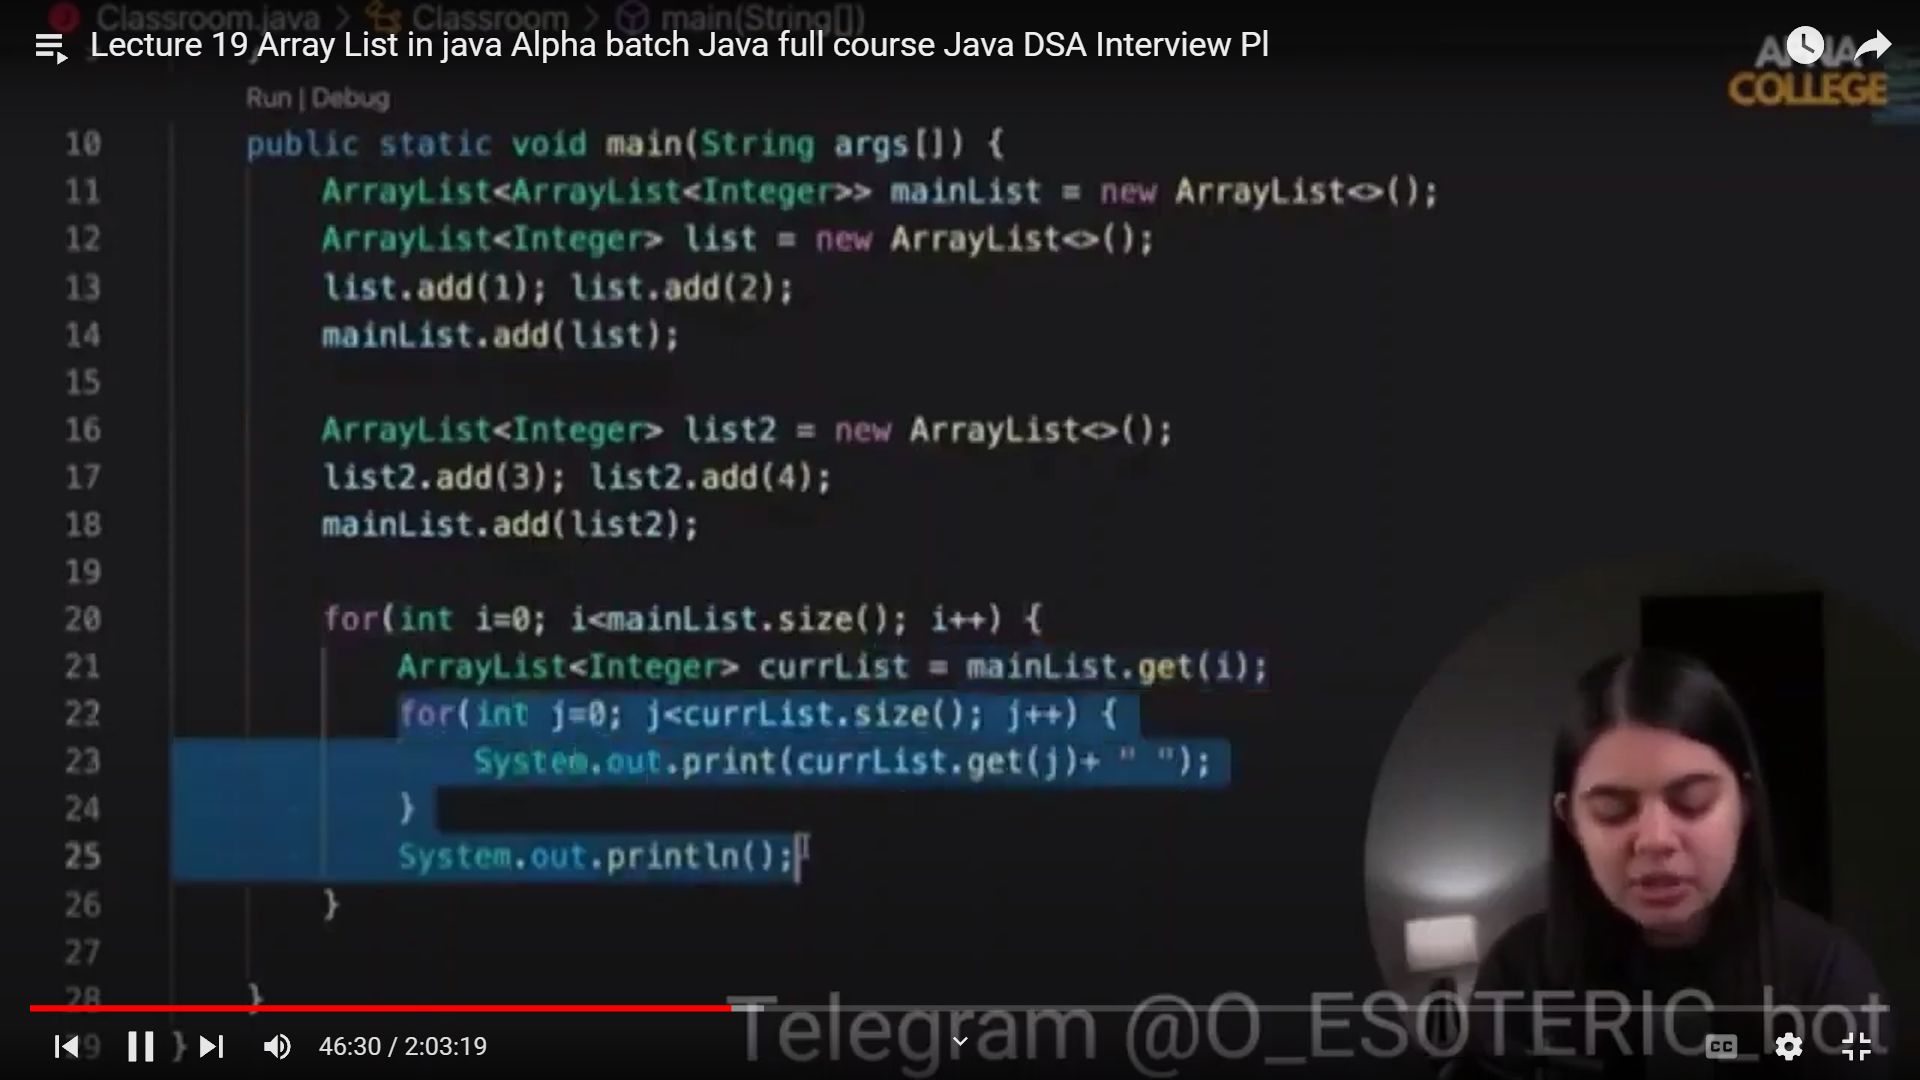 Classroom.java > Classroom > main(String[])
Lecture 19 Array List in java Alpha batch Java full course Java DSA Interview Pl
APNA
COLLEGE
Run | Debug
10 public static void main(String args[]) {
11 ArrayList<ArrayList<Integer>> mainList = new ArrayList<>();
12 ArrayList<Integer> list = new ArrayList<>();
13 list.add(1); list.add(2);
14 mainList.add(list);
15
16 ArrayList<Integer> list2 = new ArrayList<>();
17 list2.add(3); list2.add(4);
18 mainList.add(list2);
19
20 for(int i=0; i<mainList.size(); i++) {
21 ArrayList<Integer> currList = mainList.get(i);
22 for(int j=0; j<currList.size(); j++) {
23 System.out.print(currList.get(j)+ " ");
24 }
25 System.out.println();
26 }
27
28 }
29 }
46:30 / 2:03:19
Telegram @O_ESOTERIC_bot
CC